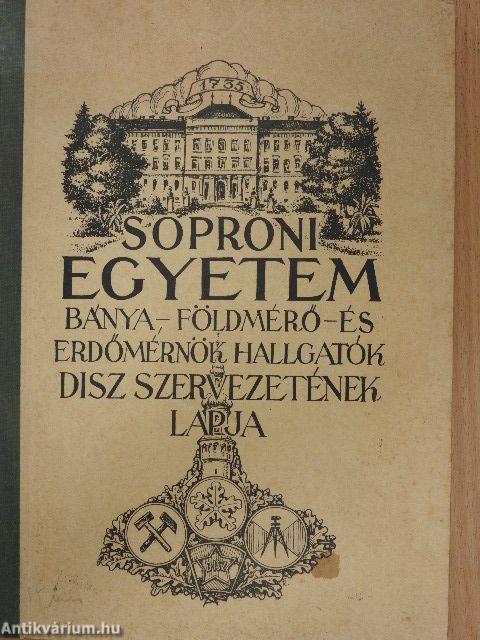 1735
SOPRONI
EGYETEM
BÁNYA-FÖLDMÉRŐ-ÉS
ERDŐMÉRNÖK HALLGATÓK
DISZ SZERVEZETÉNEK
LAPJA
DISZ
Antikvárium.hu